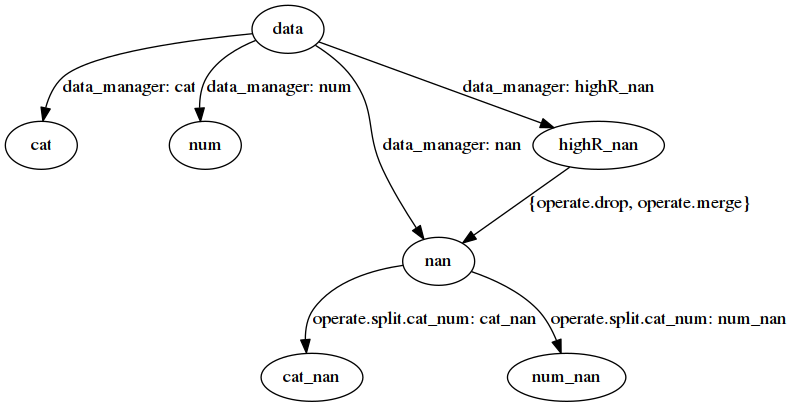 data
data_manager: cat
data_manager: num
data_manager: highR_nan
cat
num
data_manager: nan
highR_nan
{operate.drop, operate.merge}
nan
operate.split.cat_num: cat_nan
operate.split.cat_num: num_nan
cat_nan
num_nan